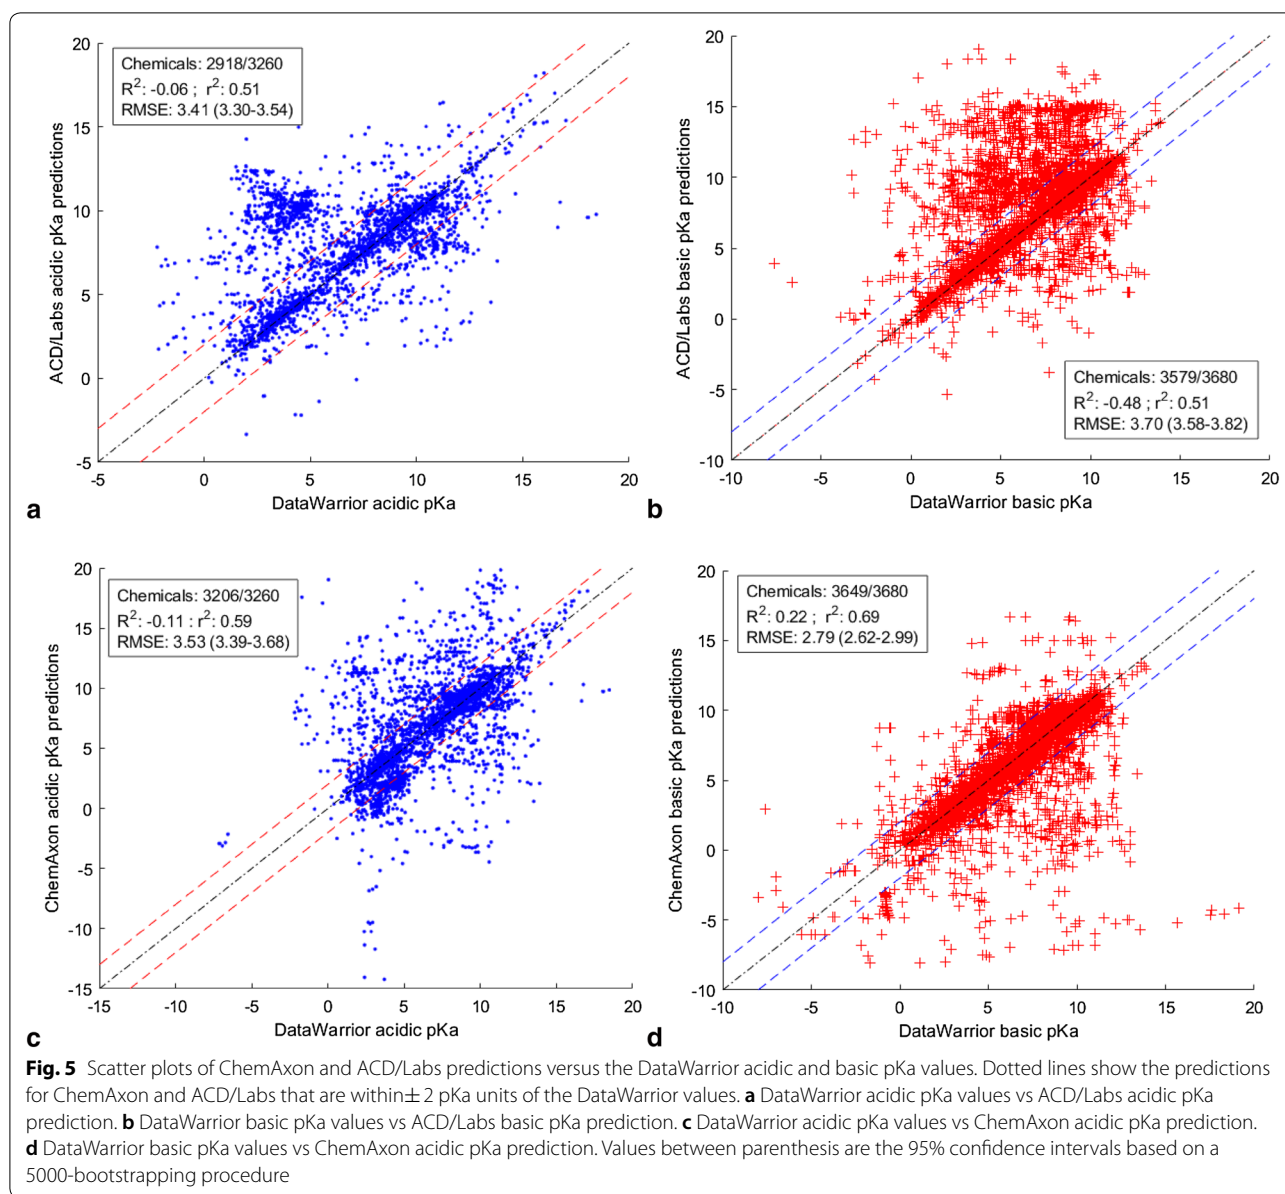 20
15
10
5
0
-5
-5
0
5
10
15
20
ACD/Labs acidic pKa predictions
DataWarrior acidic pKa
Chemicals: 2918/3260
R²: -0.06 ; r²: 0.51
RMSE: 3.41 (3.30-3.54)
a
20
15
10
5
0
-5
-10
-10
-5
0
5
10
15
20
ACD/Labs basic pKa predictions
DataWarrior basic pKa
Chemicals: 3579/3680
R²: -0.48 ; r²: 0.51
RMSE: 3.70 (3.58-3.82)
b
20
15
10
5
0
-5
-10
-15
-15
-10
-5
0
5
10
15
20
ChemAxon acidic pKa predictions
DataWarrior acidic pKa
Chemicals: 3206/3260
R²: -0.11 : r²: 0.59
RMSE: 3.53 (3.39-3.68)
c
20
15
10
5
0
-5
-10
-10
-5
0
5
10
15
20
ChemAxon basic pKa predictions
DataWarrior basic pKa
Chemicals: 3649/3680
R²: 0.22 ; r²: 0.69
RMSE: 2.79 (2.62-2.99)
d
Fig. 5 Scatter plots of ChemAxon and ACD/Labs predictions versus the DataWarrior acidic and basic pKa values. Dotted lines show the predictions
for ChemAxon and ACD/Labs that are within± 2 pKa units of the DataWarrior values. a DataWarrior acidic pKa values vs ACD/Labs acidic pKa
prediction. b DataWarrior basic pKa values vs ACD/Labs basic pKa prediction. c DataWarrior acidic pKa values vs ChemAxon acidic pKa prediction.
d DataWarrior basic pKa values vs ChemAxon acidic pKa prediction. Values between parenthesis are the 95% confidence intervals based on a
5000-bootstrapping procedure